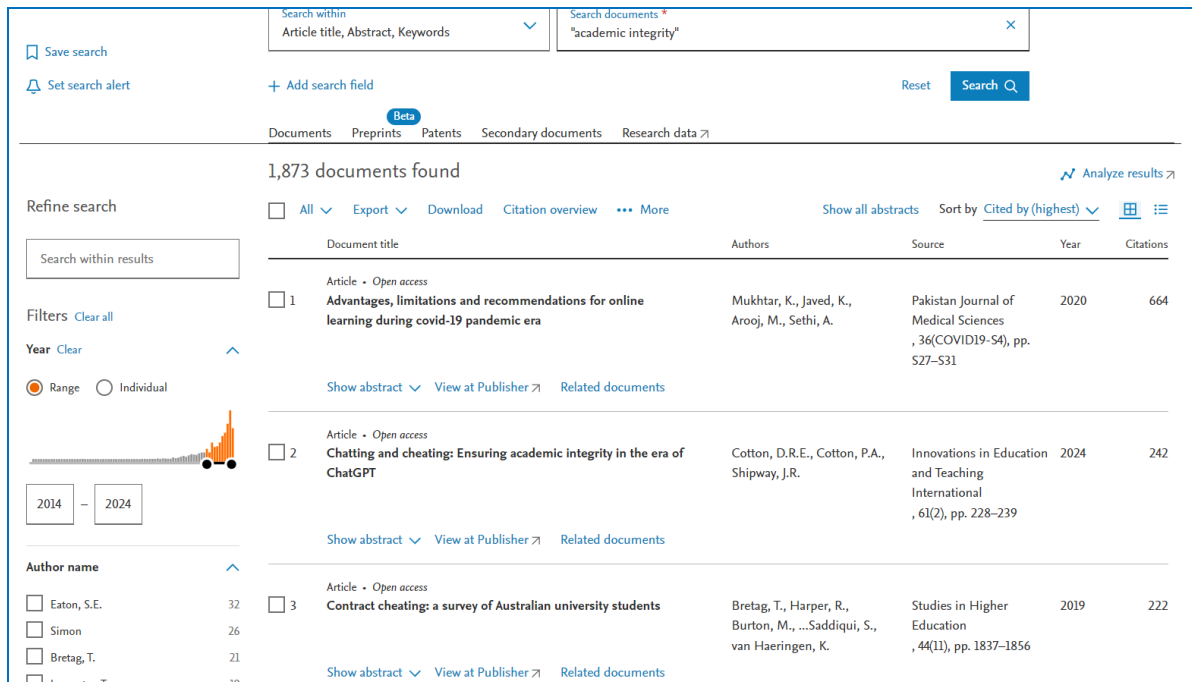 Search within
Article title, Abstract, Keywords
Search documents *
"academic integrity"
Save search
Set search alert
+ Add search field
Reset
Search
Beta
Documents Preprints Patents Secondary documents Research data
1,873 documents found
Analyze results
Refine search
All Export Download Citation overview ••• More
Show all abstracts Sort by Cited by (highest)
Search within results
Document title Authors Source Year Citations
Filters Clear all
Year Clear
Range Individual
2014 – 2024
Article • Open access
1 Advantages, limitations and recommendations for online
learning during covid-19 pandemic era
Mukhtar, K., Javed, K.,
Arooj, M., Sethi, A.
Pakistan Journal of
Medical Sciences
, 36(COVID19-S4), pp.
S27–S31
2020
664
Show abstract View at Publisher Related documents
Article • Open access
2 Chatting and cheating: Ensuring academic integrity in the era of
ChatGPT
Cotton, D.R.E., Cotton, P.A.,
Shipway, J.R.
Innovations in Education
and Teaching
International
, 61(2), pp. 228–239
2024
242
Show abstract View at Publisher Related documents
Author name
Eaton, S.E. 32
Simon 26
Bretag, T. 21
Article • Open access
3 Contract cheating: a survey of Australian university students
Bretag, T., Harper, R.,
Burton, M., ...Saddiqui, S.,
van Haeringen, K.
Studies in Higher
Education
, 44(11), pp. 1837–1856
2019
222
Show abstract View at Publisher Related documents